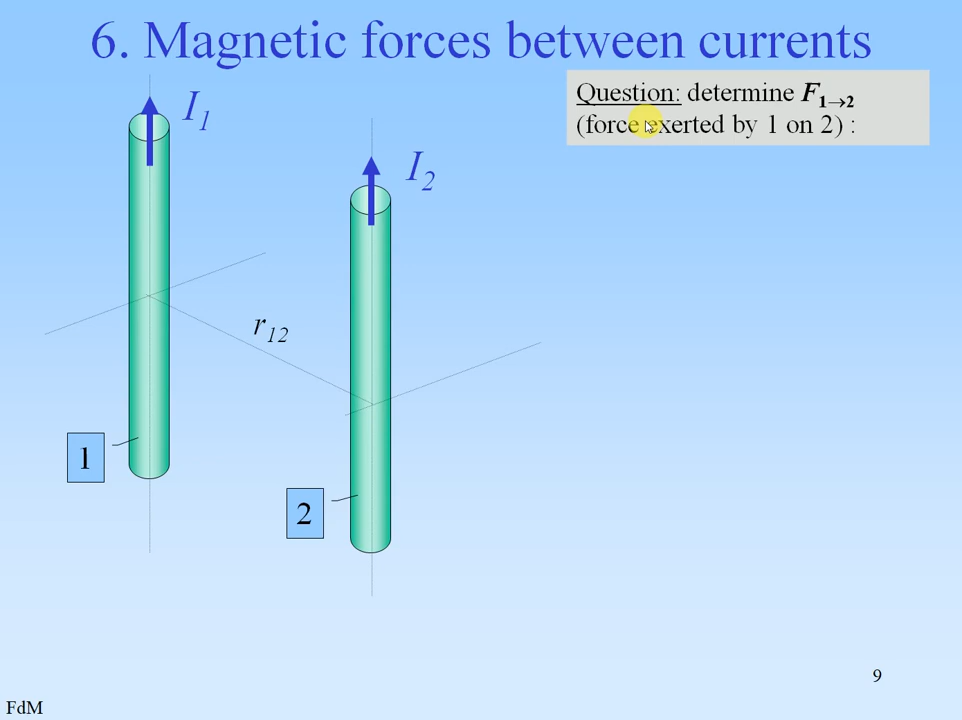 6. Magnetic forces between currents
Question: determine F1→2
(force exerted by 1 on 2) :
I1
I2
r12
1
2
9
FdM